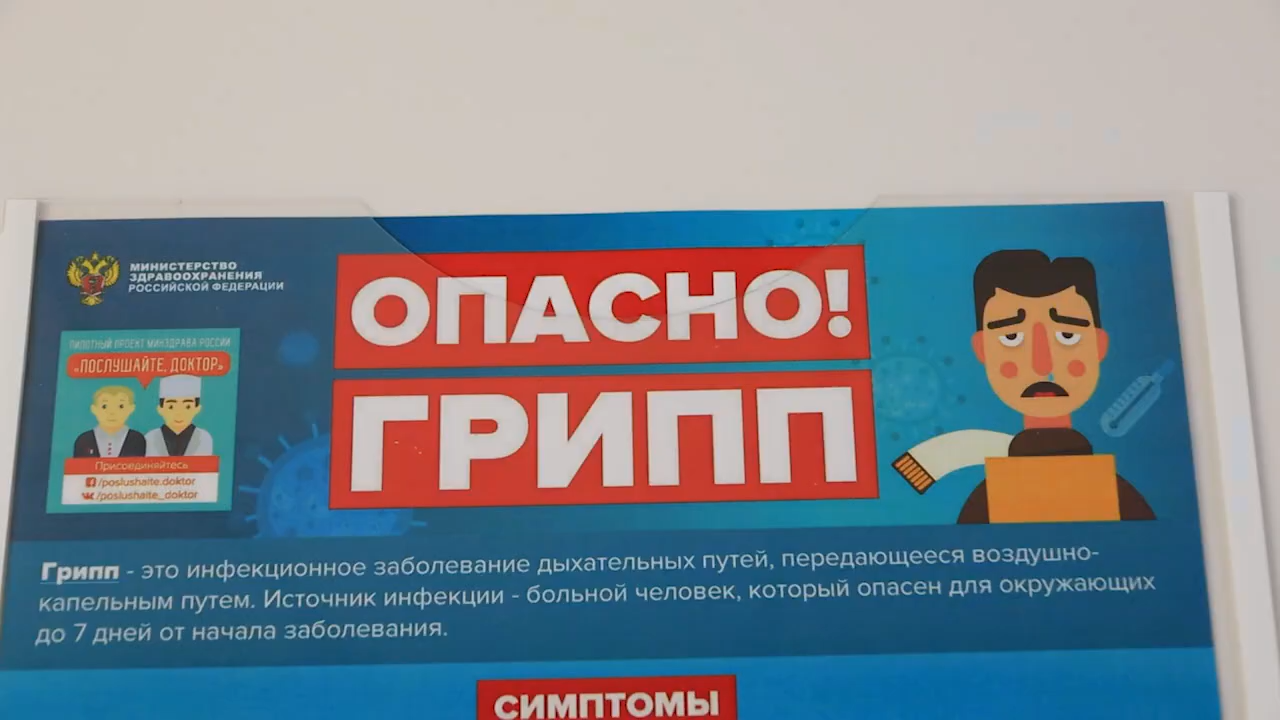 МИНИСТЕРСТВО
ЗДРАВООХРАНЕНИЯ
РОССИЙСКОЙ ФЕДЕРАЦИИ
ПИЛОТНЫЙ ПРОЕКТ МИНЗДРАВА РОССИИ
«ПОСЛУШАЙТЕ, ДОКТОР»
Присоединяйтесь
/poslushaite.doktor
/poslushaite_doktor
ОПАСНО!
ГРИПП
Грипп - это инфекционное заболевание дыхательных путей, передающееся воздушно-
капельным путем. Источник инфекции - больной человек, который опасен для окружающих
до 7 дней от начала заболевания.
СИМПТОМЫ